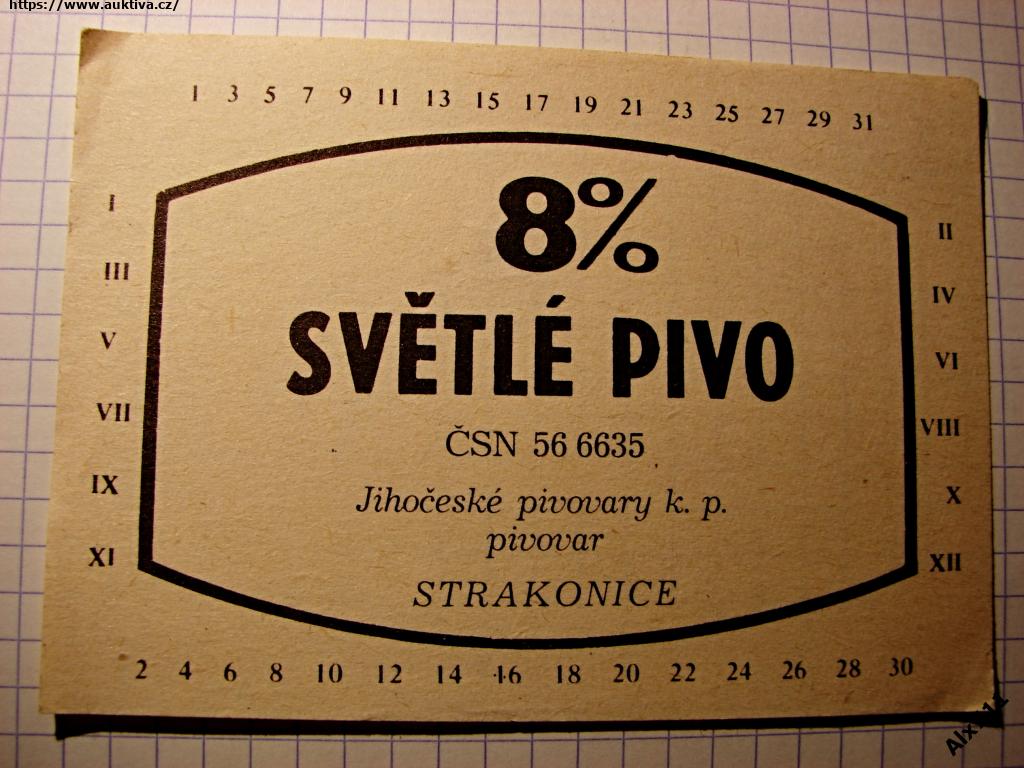 https://www.auktiva.cz/
1 3 5 7 9 11 13 15 17 19 21 23 25 27 29 31
8%
I
II
SVĚTLÉ PIVO
III
IV
V
VI
ČSN 56 6635
VII
VIII
Jihočeské pivovary k. p.
IX
X
pivovar
XI
XII
STRAKONICE
2 4 6 8 10 12 14 16 18 20 22 24 26 28 30